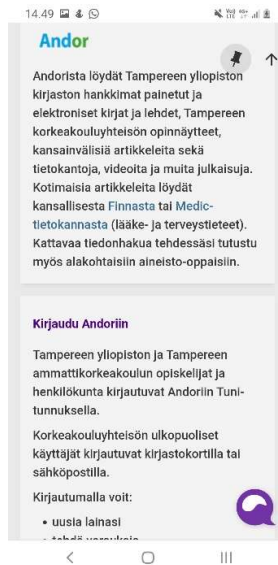 14.49
Andor
Andorista löydät Tampereen yliopiston
kirjaston hankkimat painetut ja
elektroniset kirjat ja lehdet, Tampereen
korkeakouluyhteisön opinnäytteet,
kansainvälisiä artikkeleita sekä
tietokantoja, videoita ja muita julkaisuja.
Kotimaisia artikkeleita löydät
kansallisesta Finnasta tai Medic-
tietokannasta (lääke- ja terveystieteet).
Kattavaa tiedonhakua tehdessäsi tutustu
myös alakohtaisiin aineisto-oppaisiin.
Kirjaudu Andoriin
Tampereen yliopiston ja Tampereen
ammattikorkeakoulun opiskelijat ja
henkilökunta kirjautuvat Andoriin Tuni-
tunnuksella.
Korkeakouluyhteisön ulkopuoliset
käyttäjät kirjautuvat kirjastokortilla tai
sähköpostilla.
Kirjautumalla voit:
• uusia lainasi
• tehdä varauksia